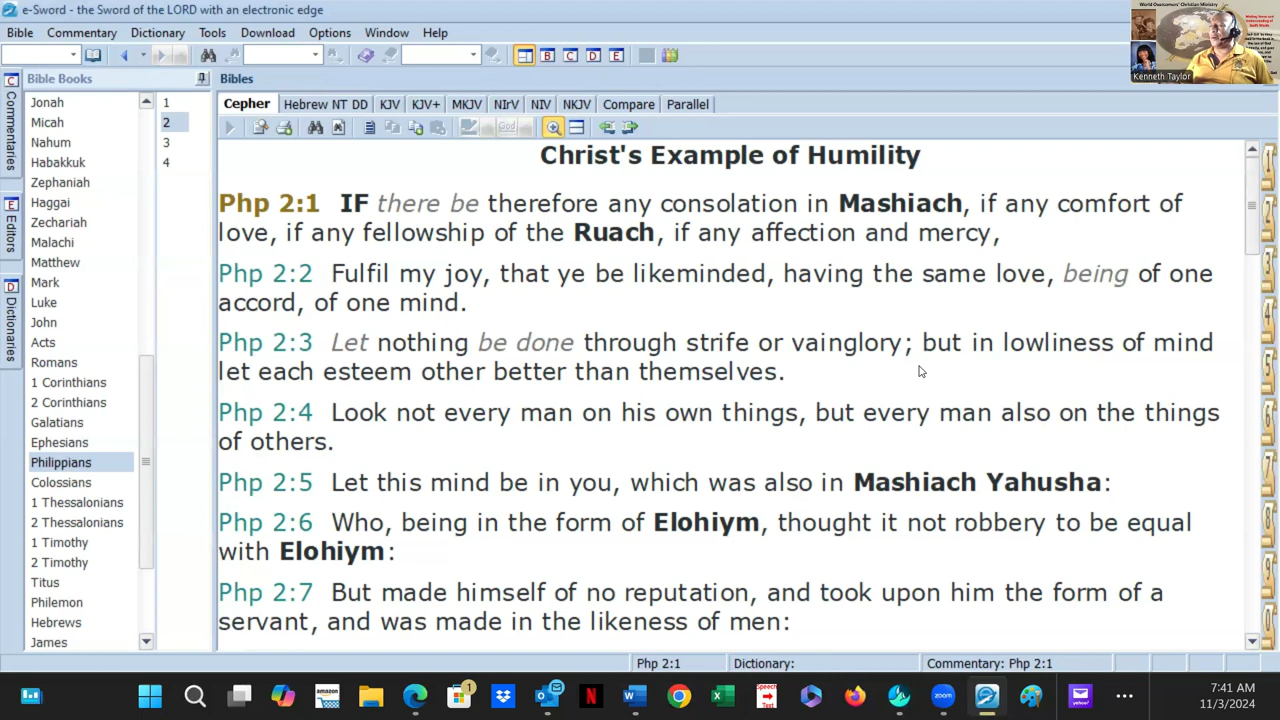 e-Sword - the Sword of the LORD with an electronic edge
World Overcomers' Christian Ministry
Kenneth Taylor
Bible Commentary Dictionary Tools Download Options Window Help
B C D E
Bible Books
Bibles
Commentaries
Editors
Dictionaries
Cepher Hebrew NT DD KJV KJV+ MKJV NIrV NIV NKJV Compare Parallel
Jonah
Micah
Nahum
Habakkuk
Zephaniah
Haggai
Zechariah
Malachi
Matthew
Mark
Luke
John
Acts
Romans
1 Corinthians
2 Corinthians
Galatians
Ephesians
Philippians
Colossians
1 Thessalonians
2 Thessalonians
1 Timothy
2 Timothy
Titus
Philemon
Hebrews
James
1
2
3
4
Christ's Example of Humility
Php 2:1 IF there be therefore any consolation in Mashiach, if any comfort of
love, if any fellowship of the Ruach, if any affection and mercy,
Php 2:2 Fulfil my joy, that ye be likeminded, having the same love, being of one
accord, of one mind.
Php 2:3 Let nothing be done through strife or vainglory; but in lowliness of mind
let each esteem other better than themselves.
Php 2:4 Look not every man on his own things, but every man also on the things
of others.
Php 2:5 Let this mind be in you, which was also in Mashiach Yahusha:
Php 2:6 Who, being in the form of Elohiym, thought it not robbery to be equal
with Elohiym:
Php 2:7 But made himself of no reputation, and took upon him the form of a
servant, and was made in the likeness of men:
Php 2:1 Dictionary: Commentary: Php 2:1
amazon
Speech
Text
zoom
yahoo!
7:41 AM
11/3/2024